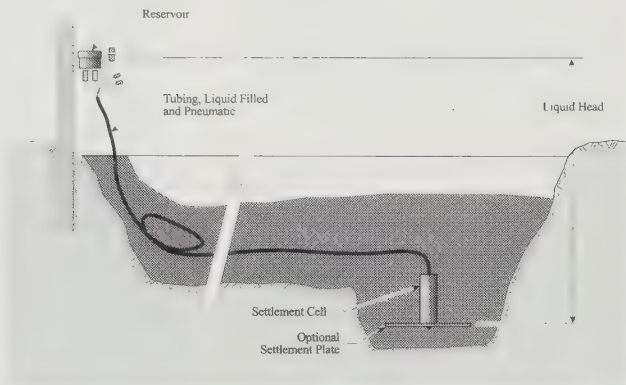 Reservoir
Tubing, Liquid Filled
and Pneumatic
Liquid Head
Settlement Cell
Optional
Settlement Plate